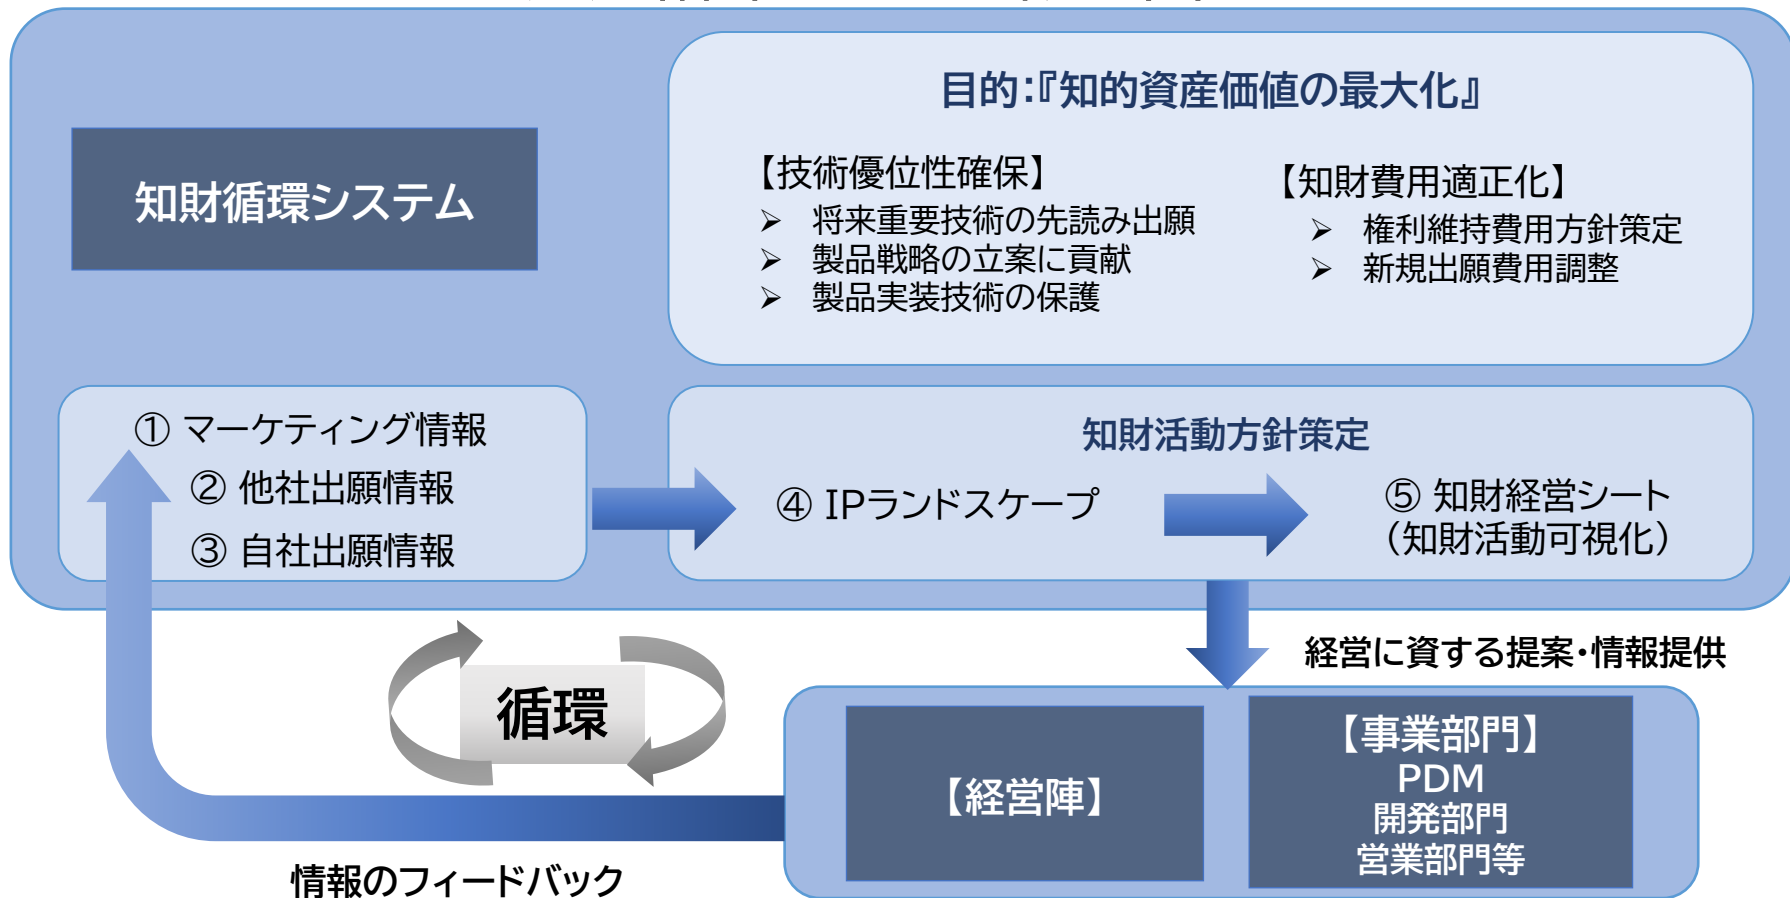 目的：『知的資産価値の最大化』
知財循環システム
【技術優位性確保】
➤ 将来重要技術の先読み出願
➤ 製品戦略の立案に貢献
➤ 製品実装技術の保護
【知財費用適正化】
➤ 権利維持費用方針策定
➤ 新規出願費用調整
① マーケティング情報
② 他社出願情報
③ 自社出願情報
知財活動方針策定
④ IPランドスケープ
⑤ 知財経営シート
（知財活動可視化）
経営に資する提案・情報提供
循環
【経営陣】
【事業部門】
PDM
開発部門
営業部門等
情報のフィードバック